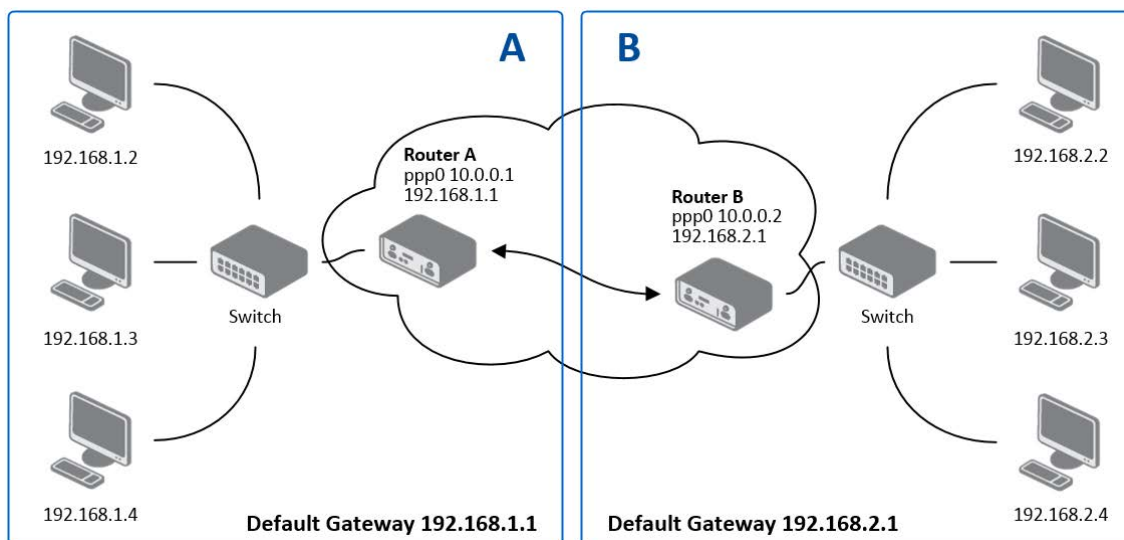 A
B
192.168.1.2
192.168.1.3
192.168.1.4
Switch
Router A
ppp0 10.0.0.1
192.168.1.1
Default Gateway 192.168.1.1
Router B
ppp0 10.0.0.2
192.168.2.1
Switch
192.168.2.2
192.168.2.3
192.168.2.4
Default Gateway 192.168.2.1